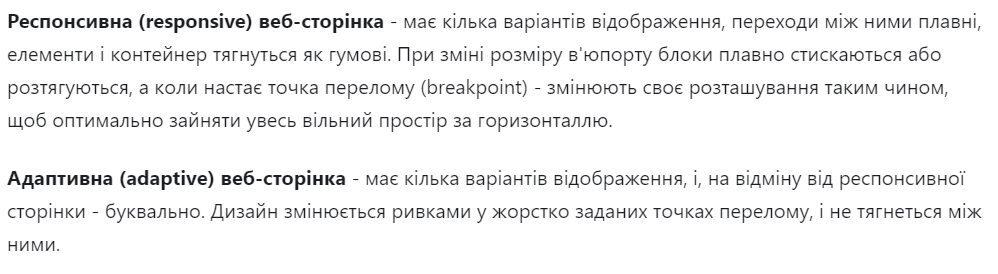 Респонсивна (responsive) веб-сторінка - має кілька варіантів відображення, переходи між ними плавні,
елементи і контейнер тягнуться як гумові. При зміні розміру в'юпорту блоки плавно стискаються або
розтягуються, а коли настає точка перелому (breakpoint) - змінюють своє розташування таким чином,
щоб оптимально зайняти увесь вільний простір за горизонталлю.
Адаптивна (adaptive) веб-сторінка - має кілька варіантів відображення, і, на відміну від респонсивної
сторінки - буквально. Дизайн змінюється ривками у жорстко заданих точках перелому, і не тягнеться між
ними.